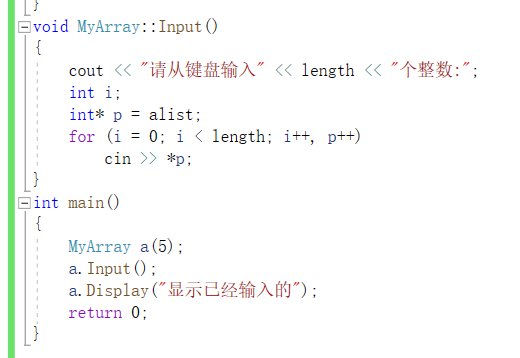 }
void MyArray::Input()
{
    cout << "请从键盘输入" << length << "个整数:";
    int i;
    int* p = alist;
    for (i = 0; i < length; i++, p++)
        cin >> *p;
}
int main()
{
    MyArray a(5);
    a.Input();
    a.Display("显示已经输入的");
    return 0;
}